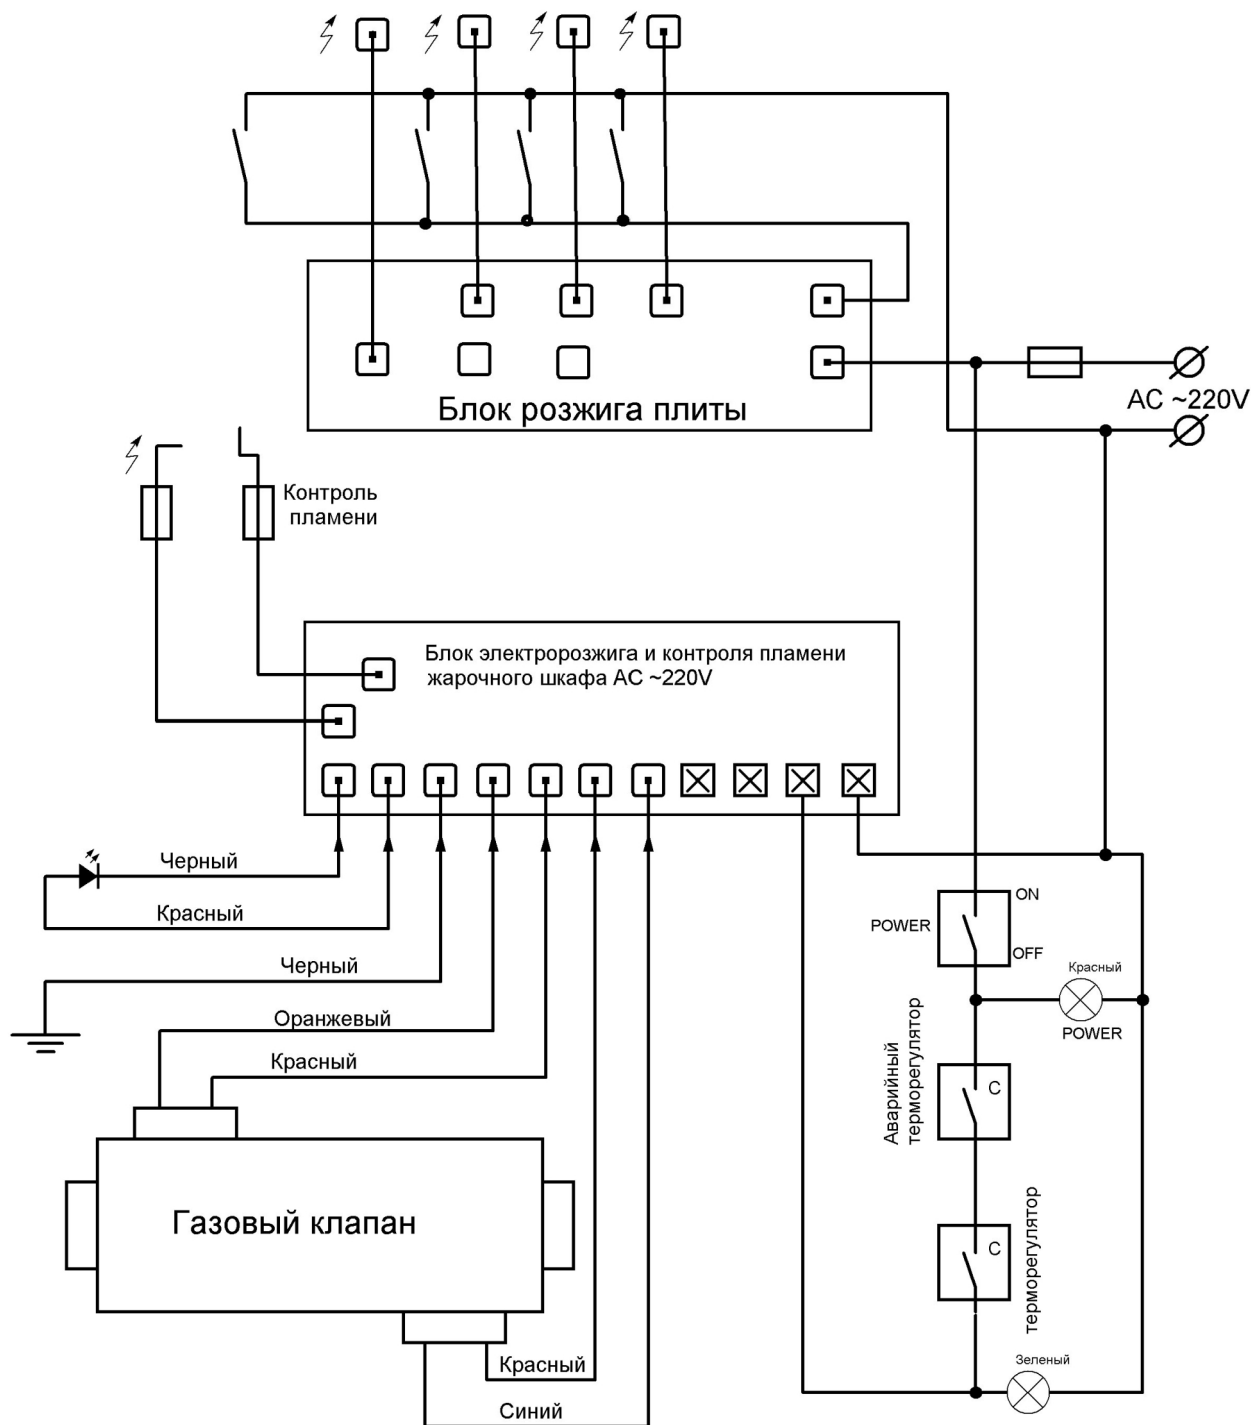 Блок розжига плиты
AC ~220V
Контроль
пламени
Блок электророзжига и контроля пламени
жарочного шкафа AC ~220V
Черный
Красный
Черный
Оранжевый
Красный
Газовый клапан
Красный
Синий
ON
POWER
OFF
Красный
POWER
Аварийный
терморегулятор
C
терморегулятор
C
Зеленый